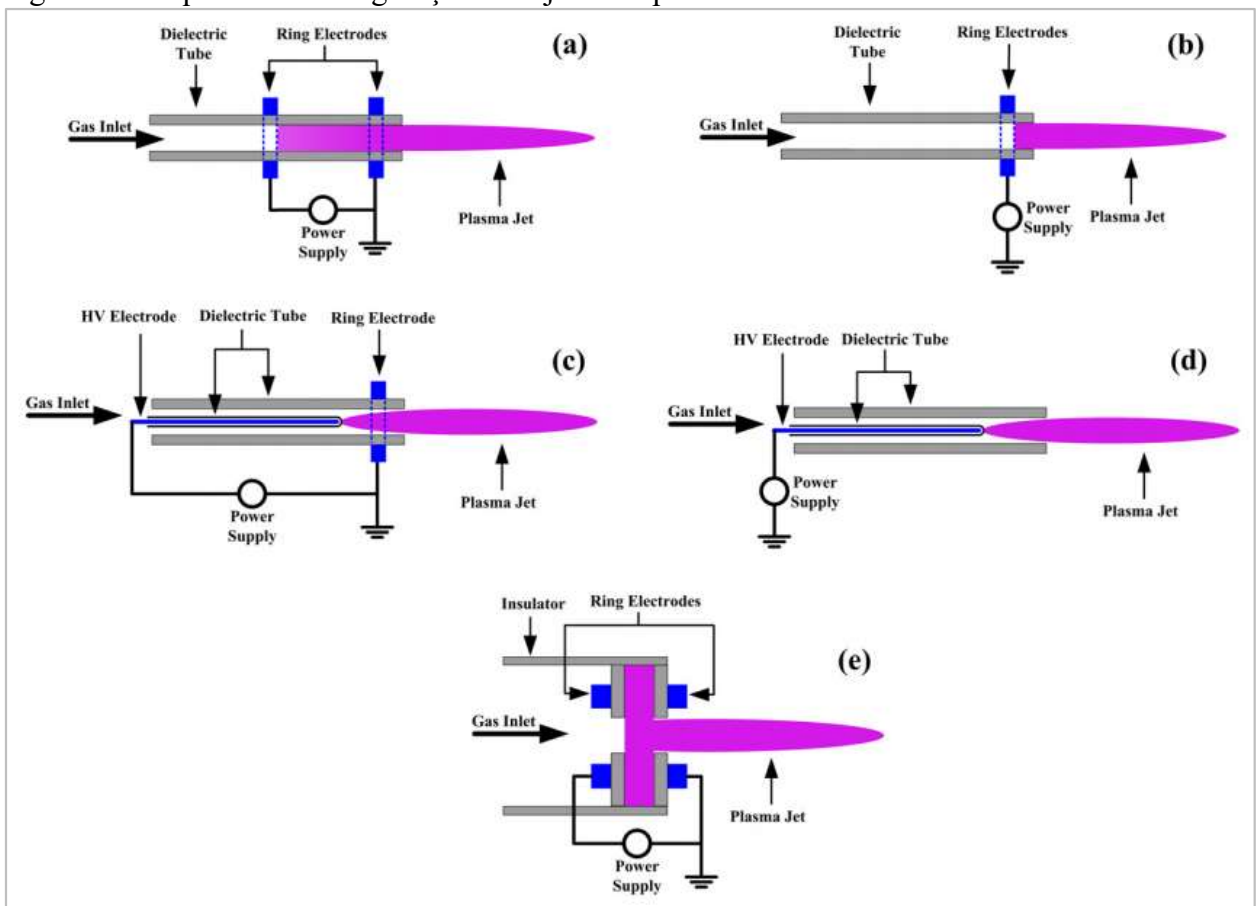 Dielectric
Tube
Ring Electrodes
(a)
Gas Inlet
Power
Supply
Plasma Jet
Dielectric
Tube
Ring Electrodes
(b)
Gas Inlet
Power
Supply
Plasma Jet
HV Electrode
Dielectric Tube
Ring Electrode
(c)
Gas Inlet
Power
Supply
Plasma Jet
HV Electrode
Dielectric Tube
(d)
Gas Inlet
Power
Supply
Plasma Jet
Insulator
Ring Electrodes
(e)
Gas Inlet
Plasma Jet
Power
Supply